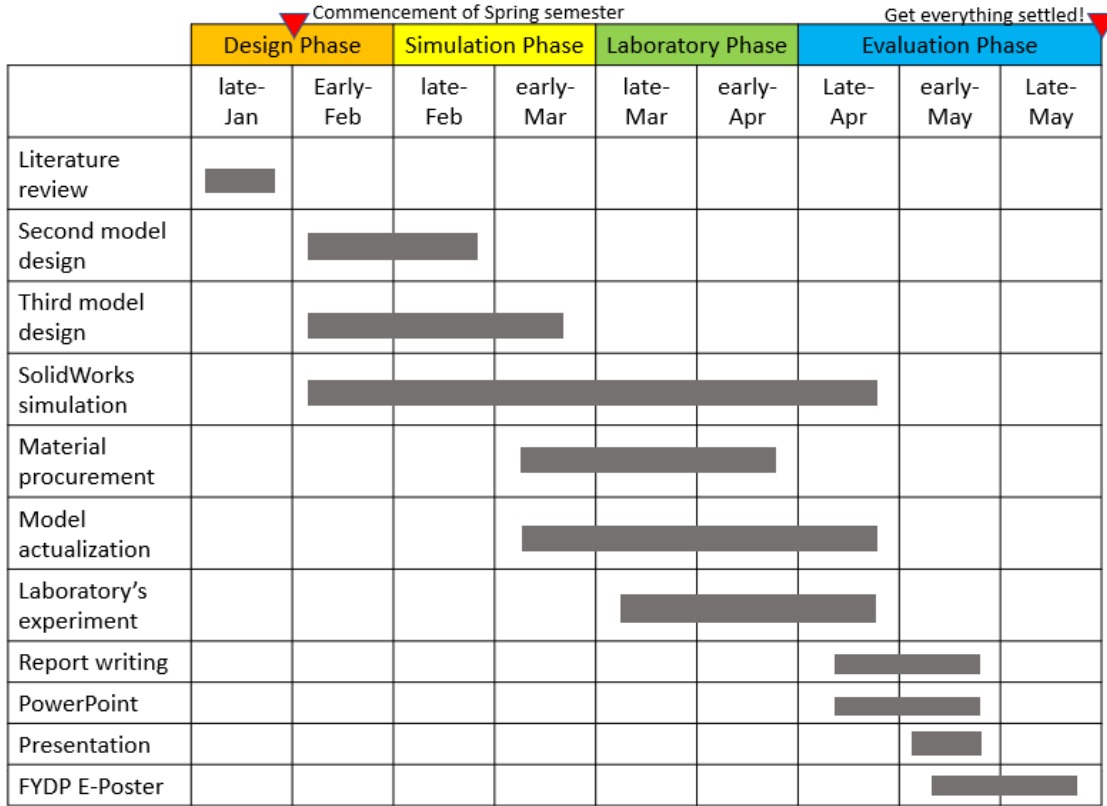 Commencement of Spring semester
Get everything settled!
Design Phase
Simulation Phase
Laboratory Phase
Evaluation Phase
late-
Jan
Early-
Feb
late-
Feb
early-
Mar
late-
Mar
early-
Apr
Late-
Apr
early-
May
Late-
May
Literature
review
Second model
design
Third model
design
SolidWorks
simulation
Material
procurement
Model
actualization
Laboratory’s
experiment
Report writing
PowerPoint
Presentation
FYDP E-Poster